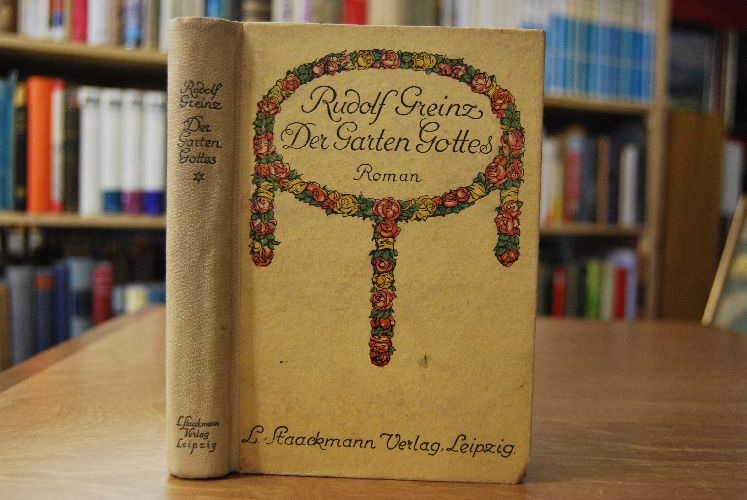 Rudolf
Greinz
Der
Garten
Gottes
L. Staackmann
Verlag
Leipzig
Rudolf Greinz
Der Garten Gottes
Roman
L. Staackmann Verlag, Leipzig.